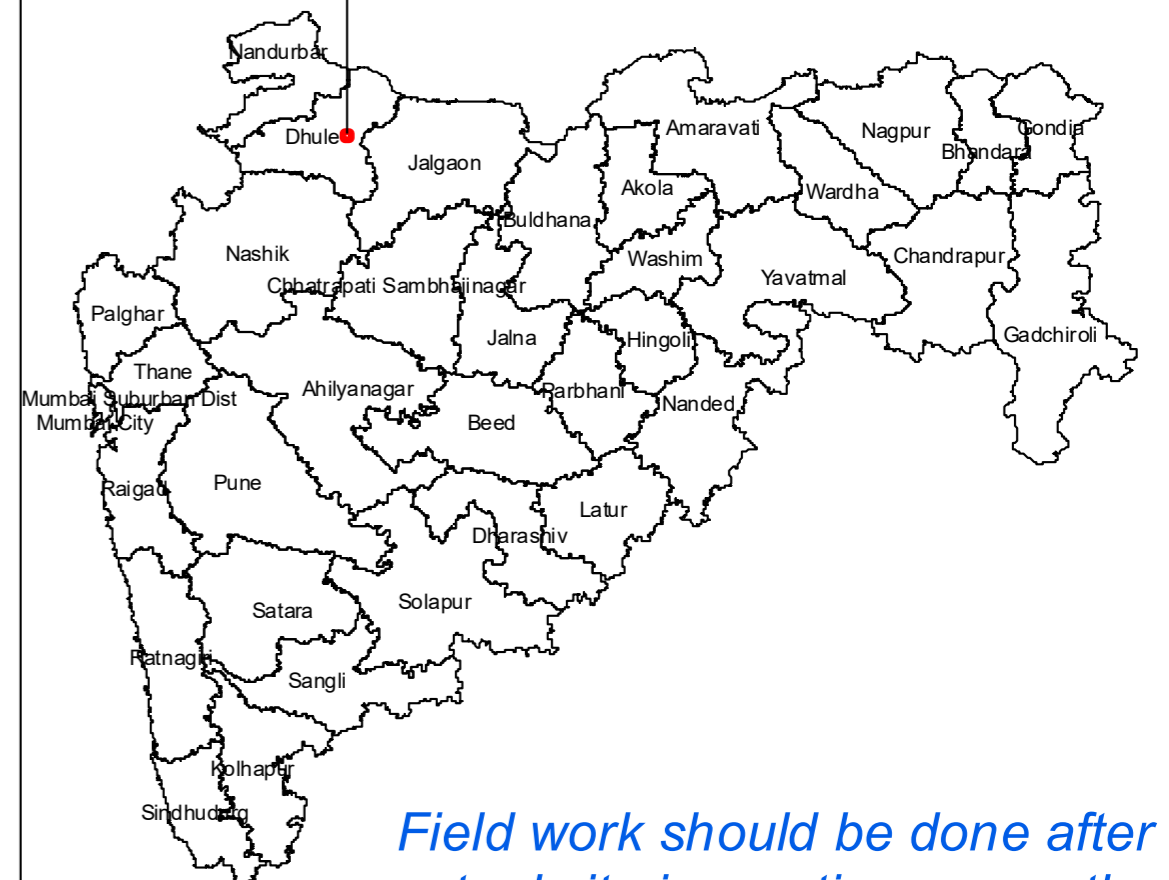 Nandurbar
Dhule
Jalgaon
Amaravati
Nagpur
Gondia
Bhandara
Akola
Wardha
Buldhana
Nashik
Washim
Chandrapur
Chhatrapati Sambhajinagar
Yavatmal
Palghar
Jalna
Hingoli
Gadchiroli
Thane
Ahilyanagar
Parbhani
Mumbai Suburban Dist
Nanded
Mumbai City
Beed
Raigad
Pune
Latur
Dharashiv
Solapur
Satara
Ratnagiri
Sangli
Kolhapur
Sindhudurg
Field work should be done after